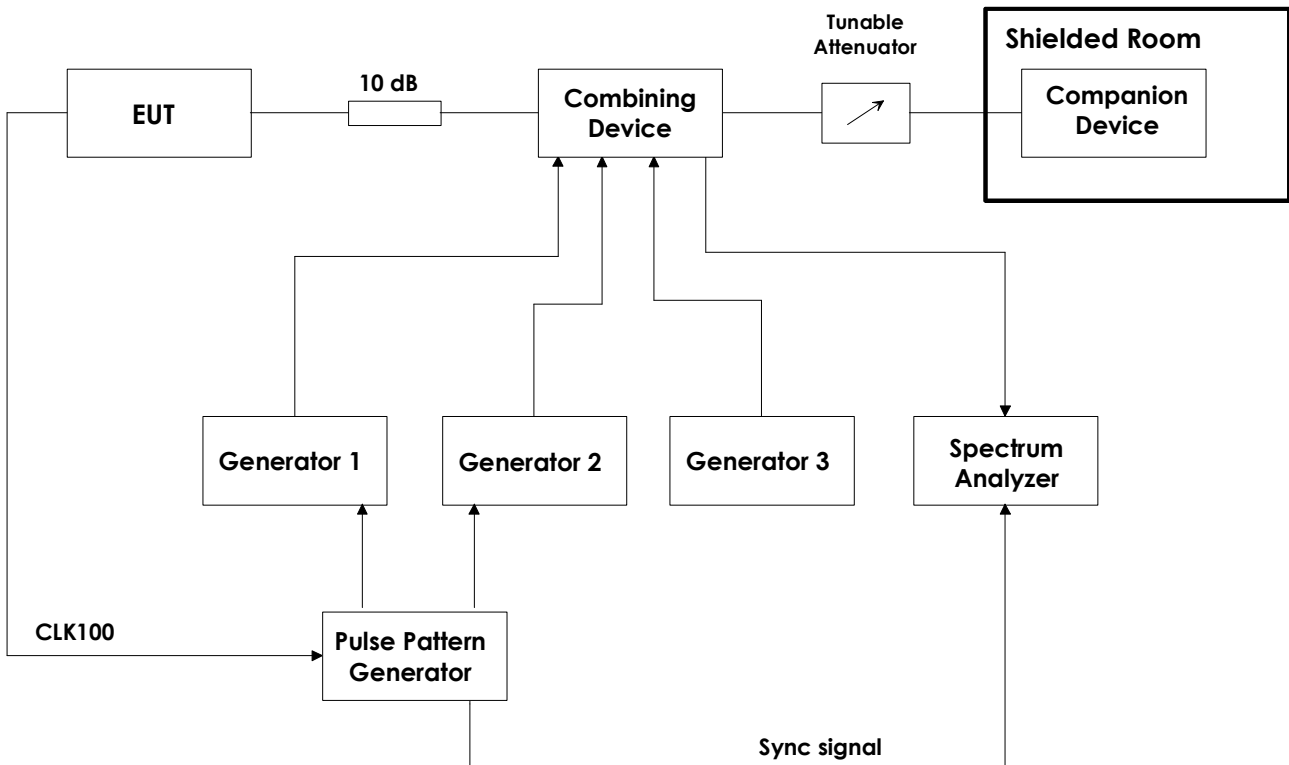 Tunable
Attenuator
Shielded Room
10 dB
EUT
Combining
Device
Companion
Device
Generator 1
Generator 2
Generator 3
Spectrum
Analyzer
CLK100
Pulse Pattern
Generator
Sync signal